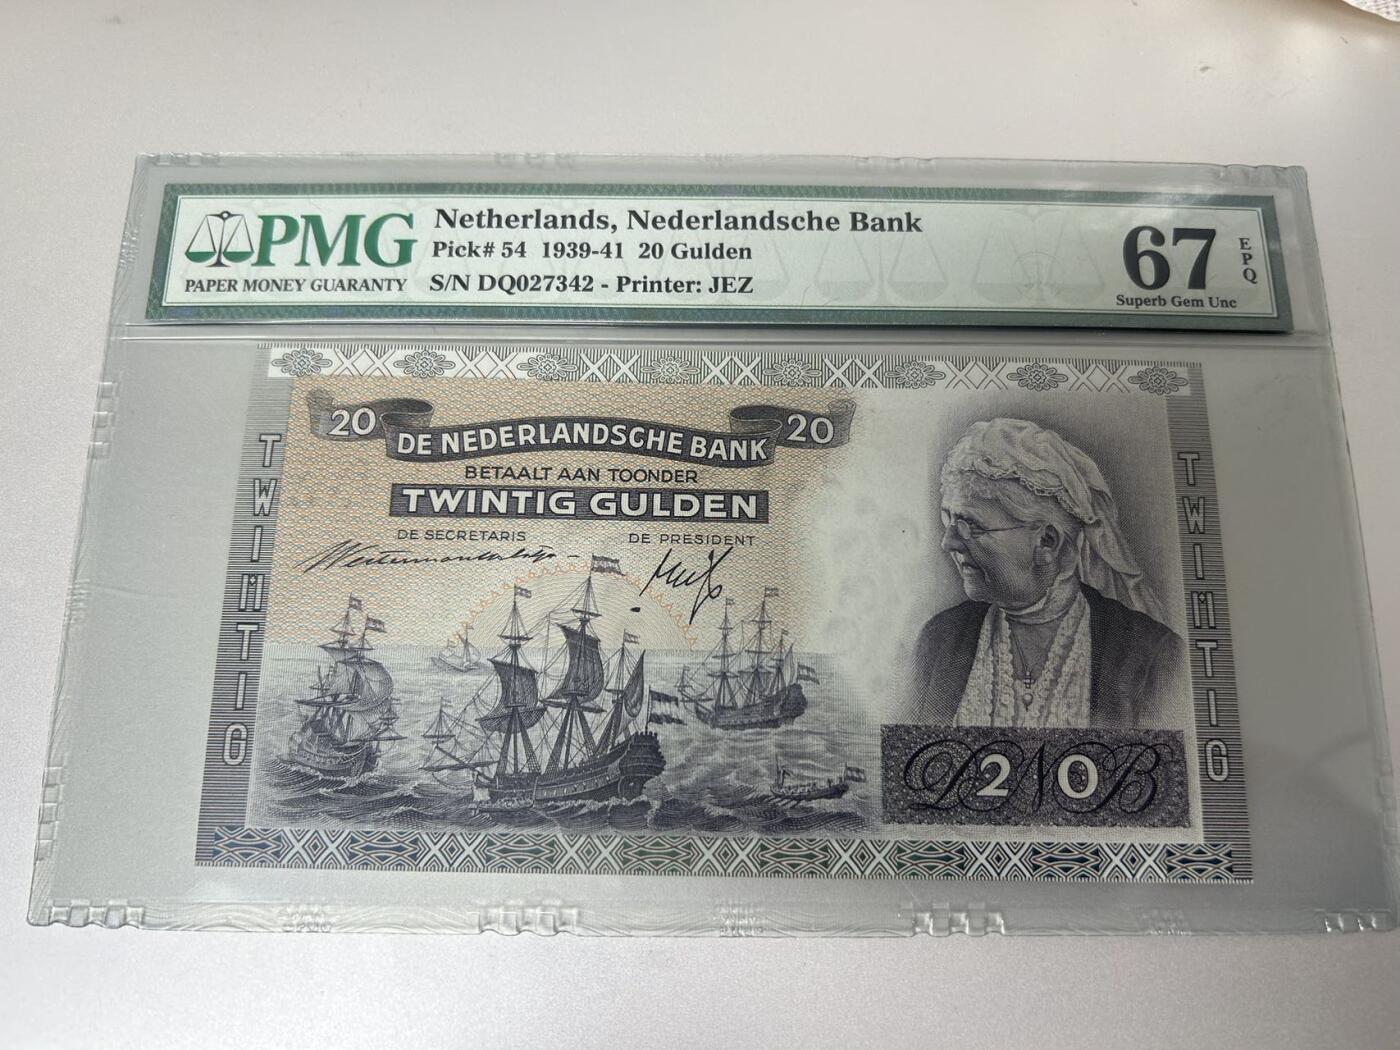 PMG
PAPER MONEY GUARANTY
Netherlands, Nederlandsche Bank
Pick# 54 1939-41 20 Gulden
S/N DQ027342 - Printer: JEZ
67
EPQ
Superb Gem Unc
20
DE NEDERLANDSCHE BANK
20
BETAALT AAN TOONDER
TWINTIG GULDEN
DE SECRETARIS
DE PRESIDENT
TWINTIG
TWINTIG
DNB
20